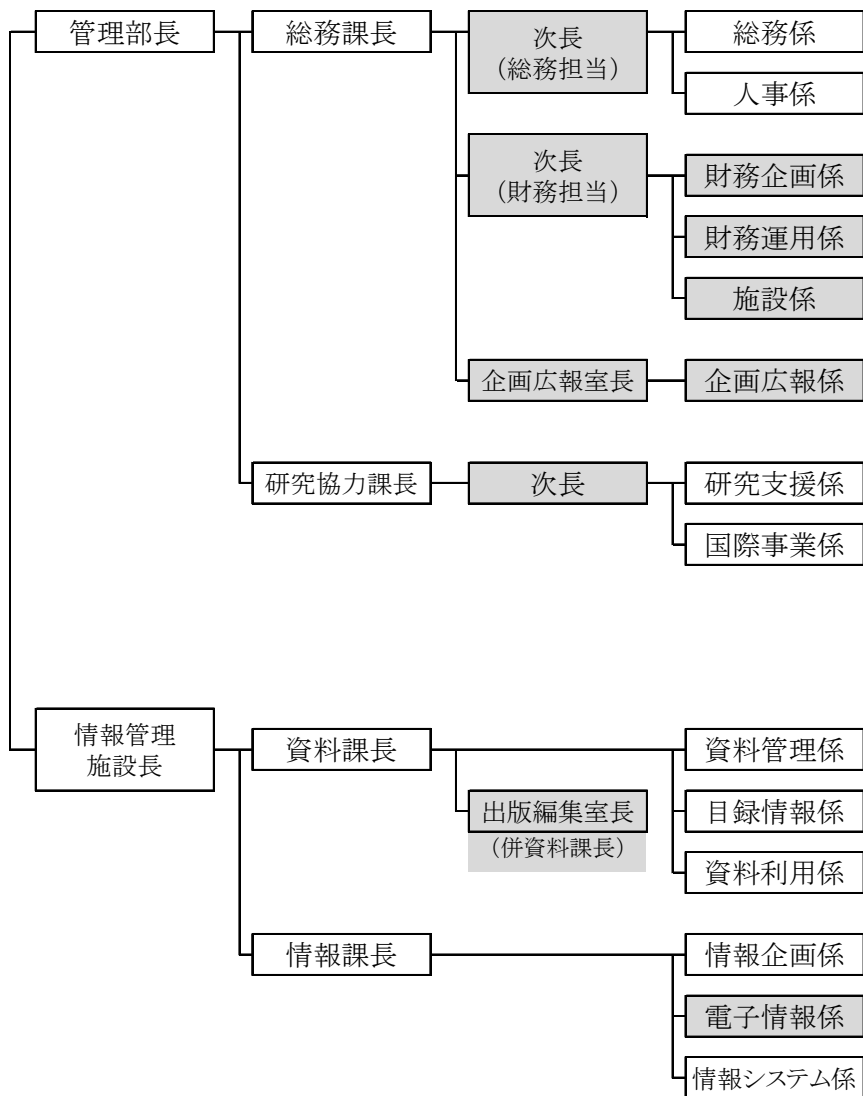 管理部長
総務課長
次長
（総務担当）
総務係
人事係
次長
（財務担当）
財務企画係
財務運用係
施設係
企画広報室長
企画広報係
研究協力課長
次長
研究支援係
国際事業係
情報管理
施設長
資料課長
資料管理係
出版編集室長
（併資料課長）
目録情報係
資料利用係
情報課長
情報企画係
電子情報係
情報システム係